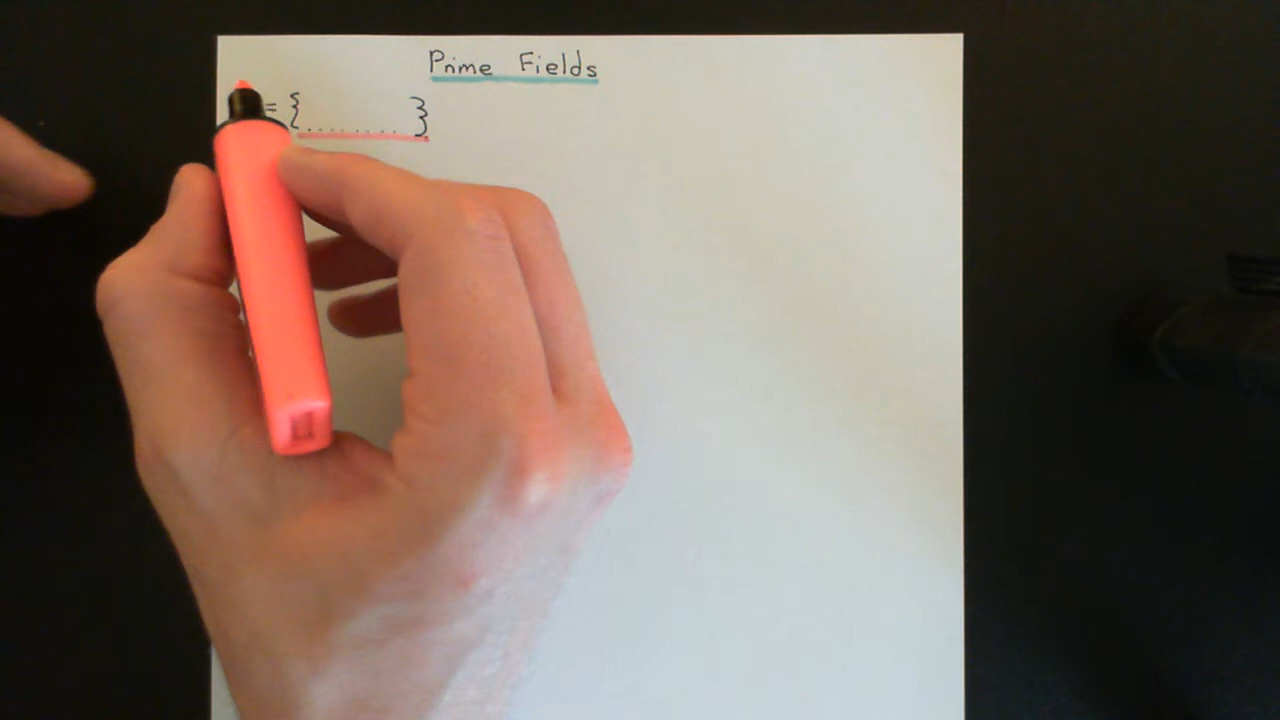 Prime Fields
= {.........}